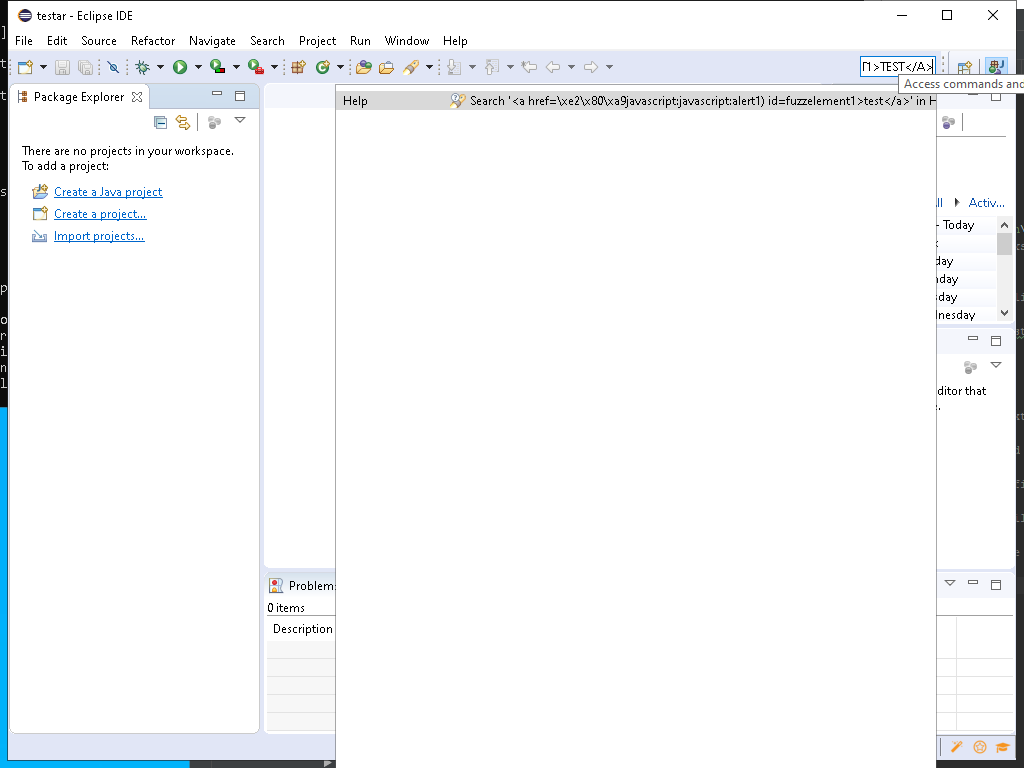 testar - Eclipse IDE
File Edit Source Refactor Navigate Search Project Run Window Help
1>TEST</A>
Access commands and
Package Explorer
Help Search '<a href=\xe2\x80\xa9javascript:javascript:alert1) id=fuzzelement1>test</a>' in H
There are no projects in your workspace.
To add a project:
Create a Java project
Create a project...
Import projects...
ll Activ...
- Today
day
nday
sday
nesday
ditor that
Problem
0 items
Description